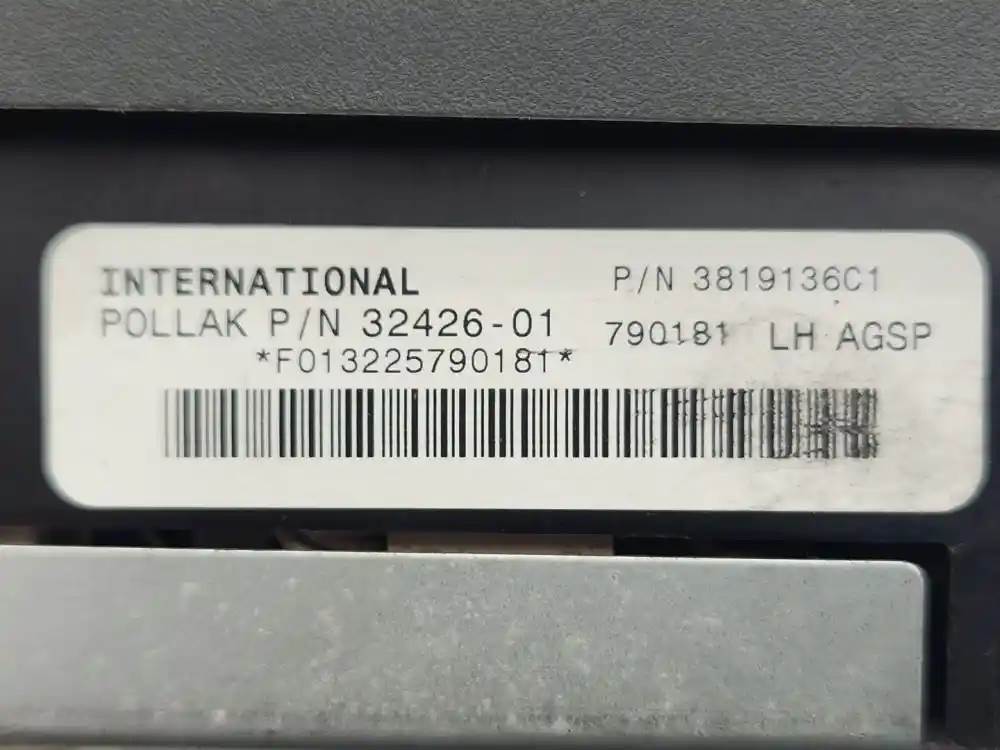 INTERNATIONAL P/N 3819136C1
POLLAK P/N 32426-01 790181 LH AGSP
*F013225790181*